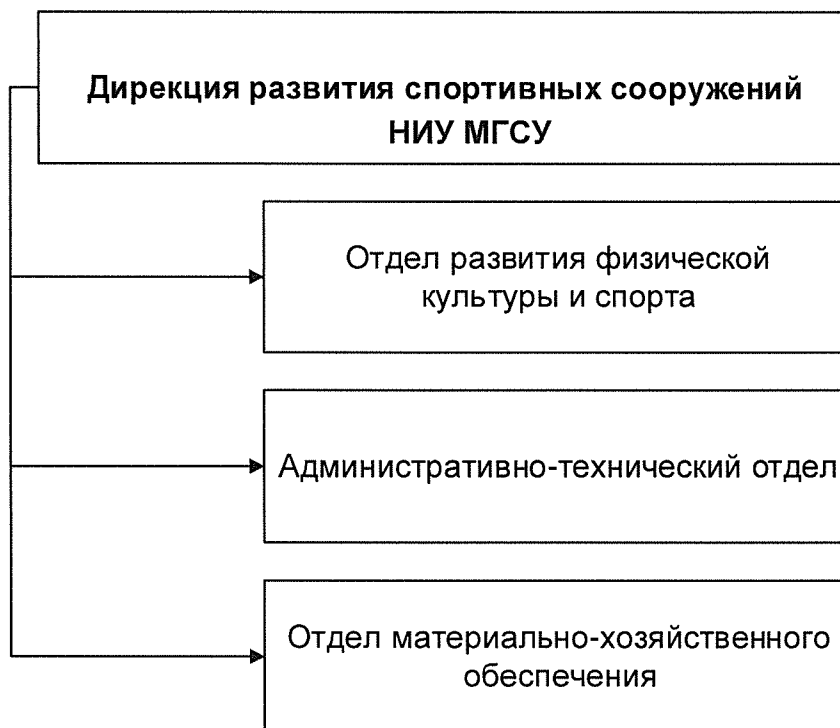 Дирекция развития спортивных сооружений
НИУ МГСУ
Отдел развития физической
культуры и спорта
Административно-технический отдел
Отдел материально-хозяйственного
обеспечения